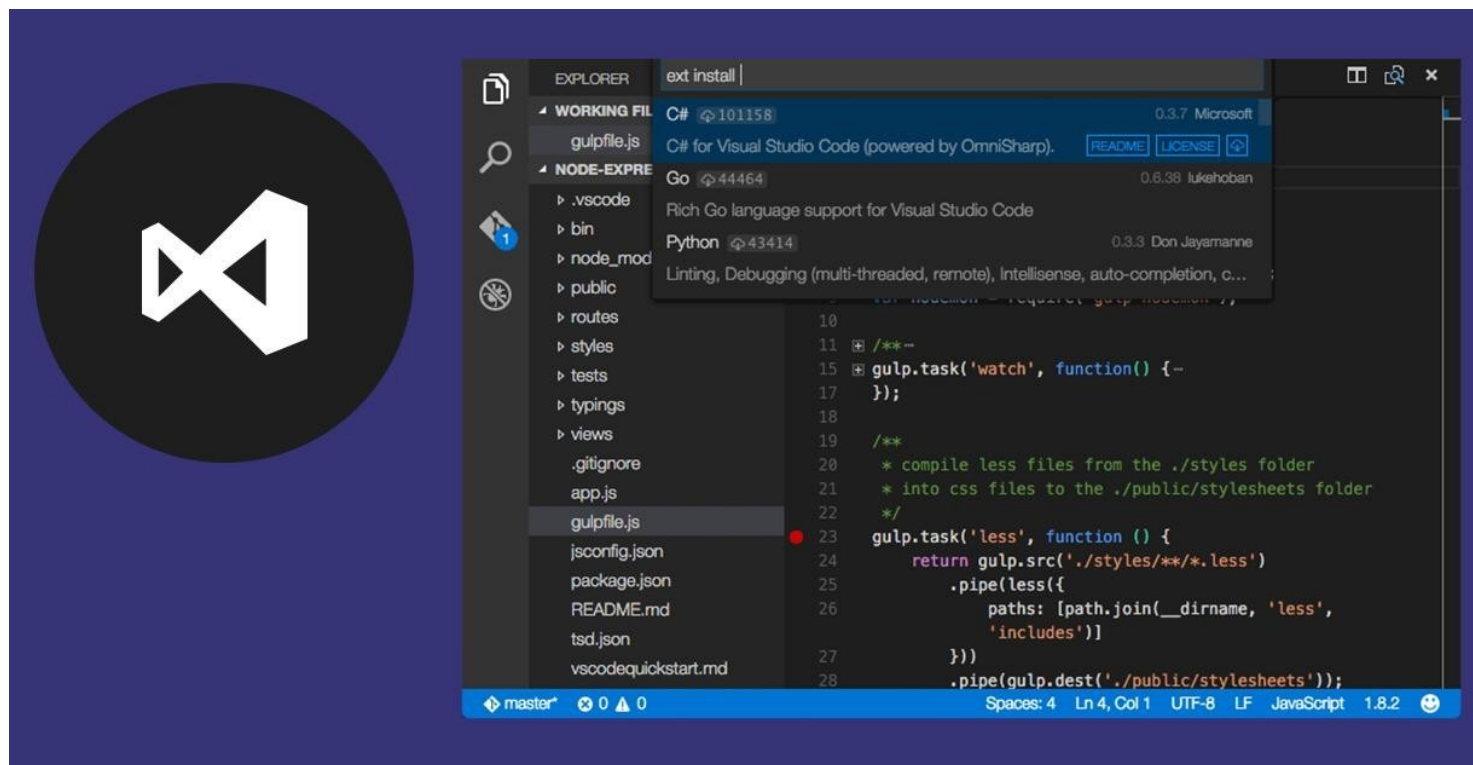 EXPLORER
ext install
WORKING FIL
gulpfile.js
NODE-EXPRE
.vscode
bin
node_mod
public
routes
styles
tests
typings
views
.gitignore
app.js
gulpfile.js
jsconfig.json
package.json
README.md
tsd.json
vscodequickstart.md
1
C# 101158 0.3.7 Microsoft
C# for Visual Studio Code (powered by OmniSharp). README LICENSE
Go 44464 0.6.38 lukehoban
Rich Go language support for Visual Studio Code
Python 43414 0.3.3 Don Jayamanne
Linting, Debugging (multi-threaded, remote), Intellisense, auto-completion, c...
10
11 /**
15 gulp.task('watch', function() {
17 });
18
19 /**
20 * compile less files from the ./styles folder
21 * into css files to the ./public/stylesheets folder
22 */
23 gulp.task('less', function () {
24 return gulp.src('./styles/**/*.less')
25 .pipe(less({
26 paths: [path.join(__dirname, 'less',
'includes')]
27 }))
28 .pipe(gulp.dest('./public/stylesheets'));
master* 0 0 Spaces: 4 Ln 4, Col 1 UTF-8 LF JavaScript 1.8.2